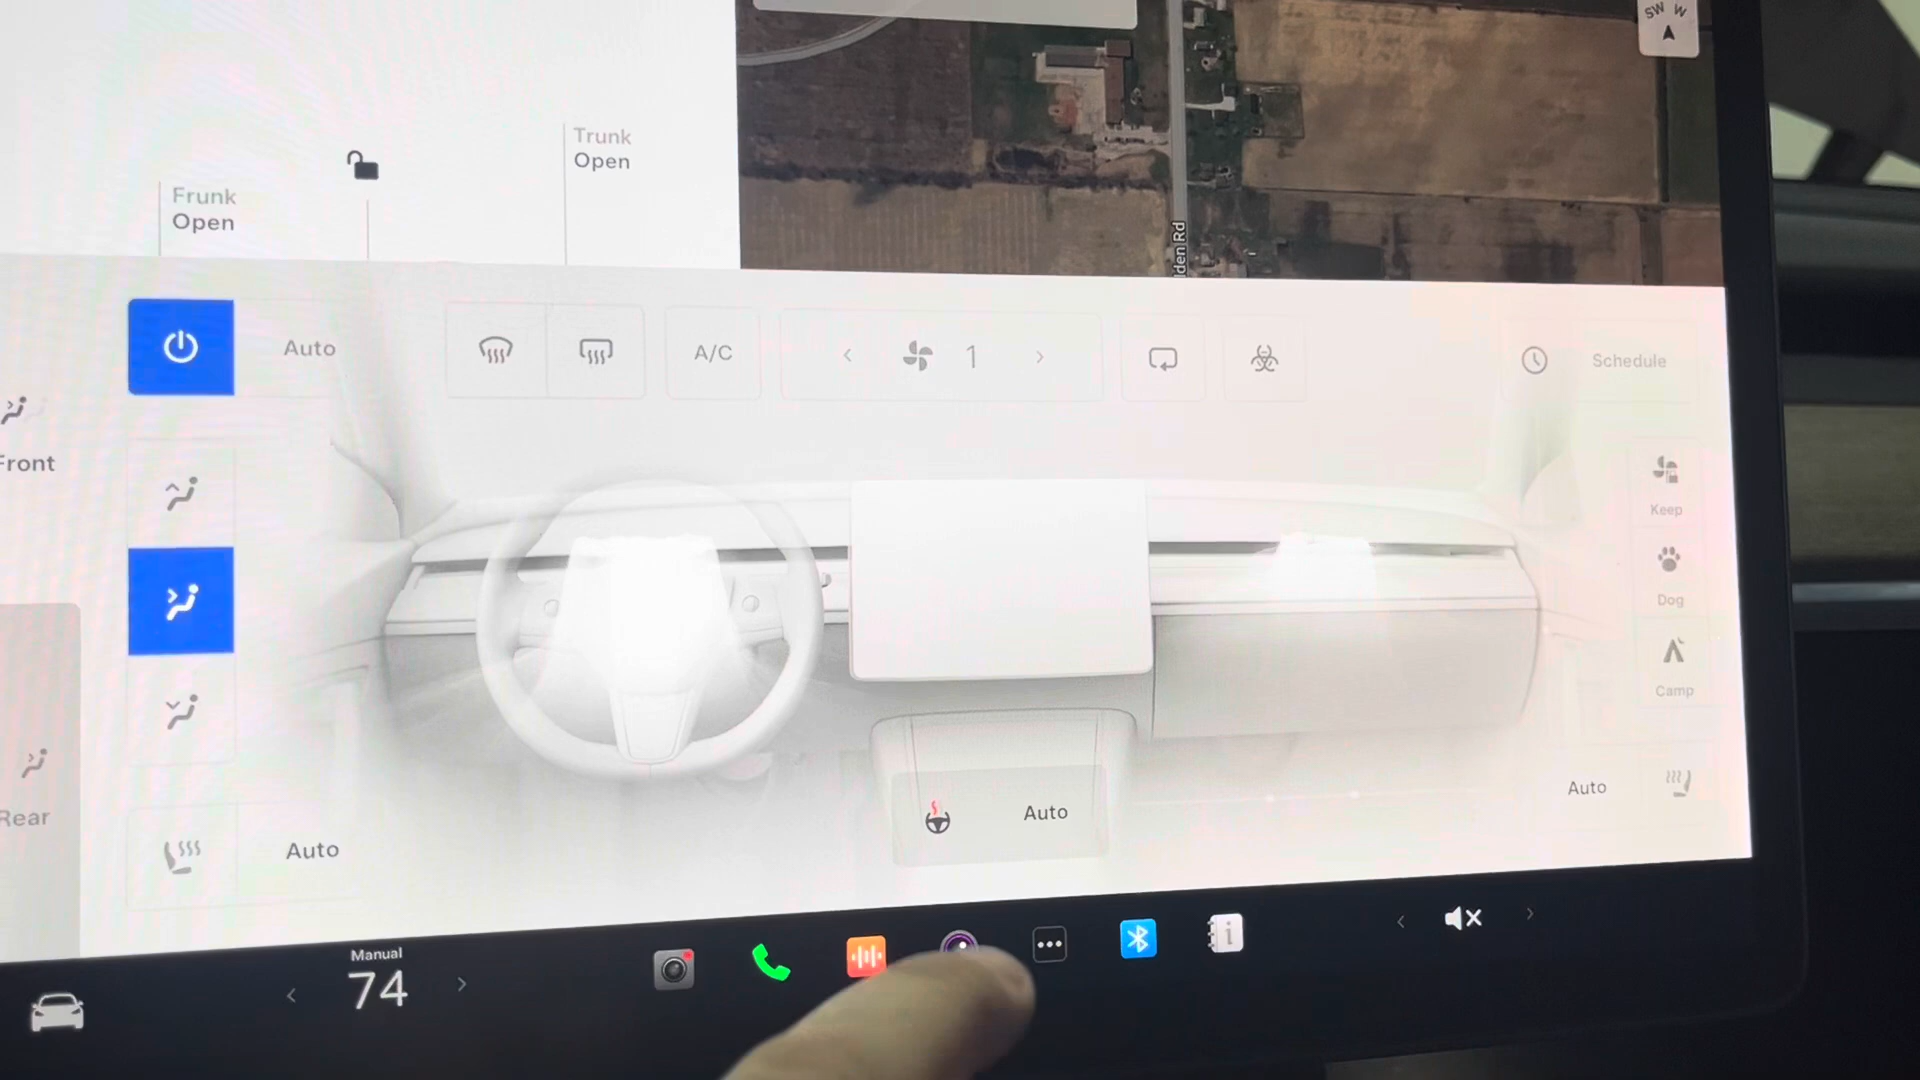 SW W
Trunk
Open
Frunk
Open
lden Rd
Auto
A/C
1
Schedule
Front
Keep
Dog
Camp
Rear
Auto
Auto
Auto
Manual
74